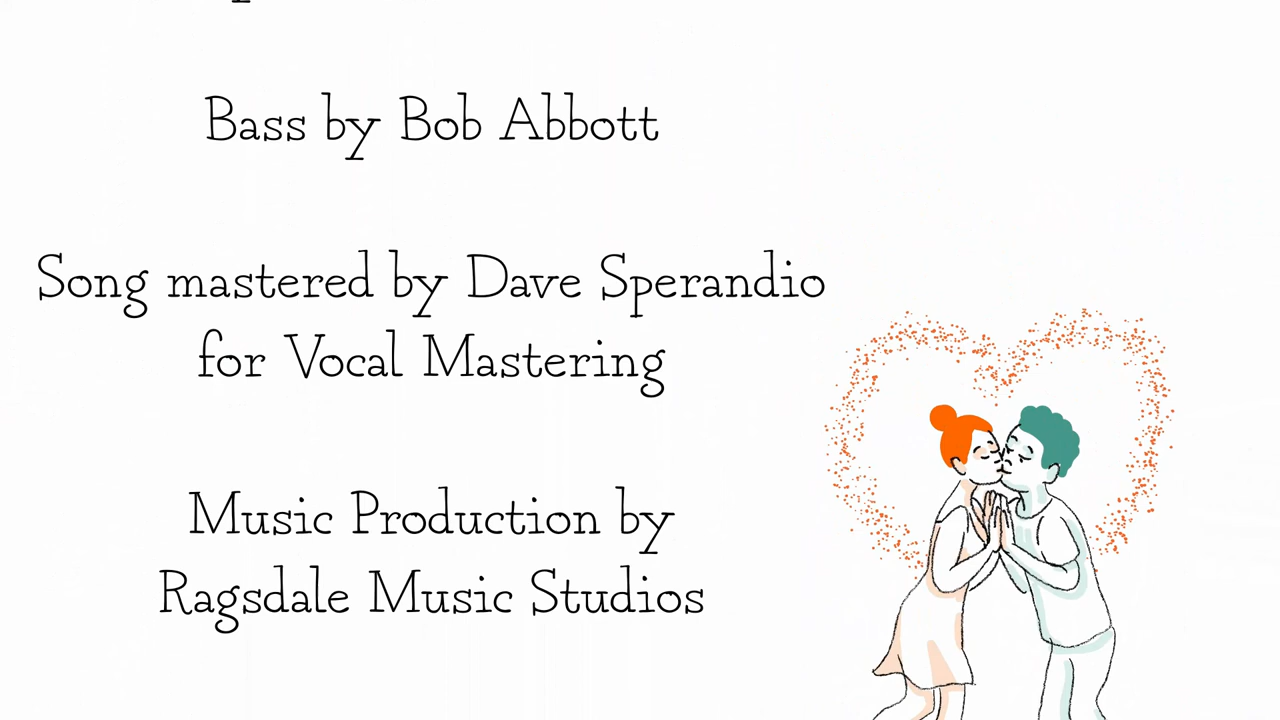 Bass by Bob Abbott
Song mastered by Dave Sperandio
for Vocal Mastering
Music Production by
Ragsdale Music Studios